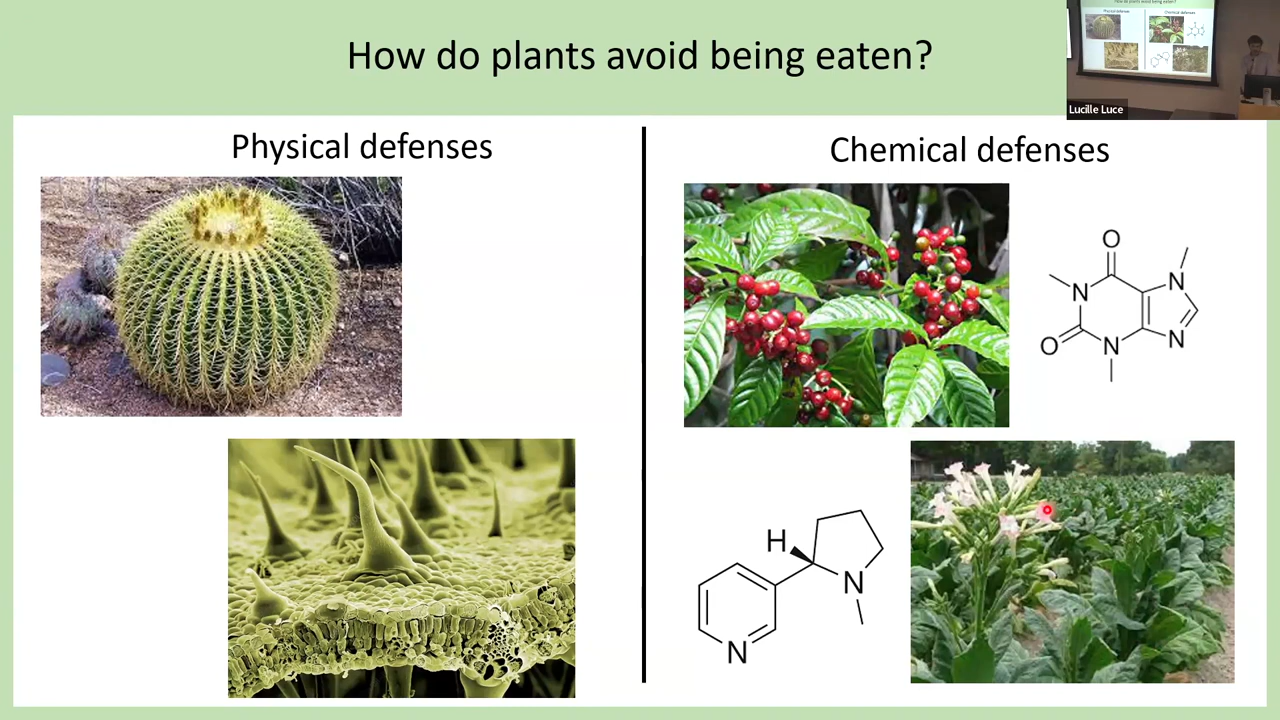 How do plants avoid being eaten?
Lucille Luce
Physical defenses
Chemical defenses
O
N
N
O
N
N
H
N
N